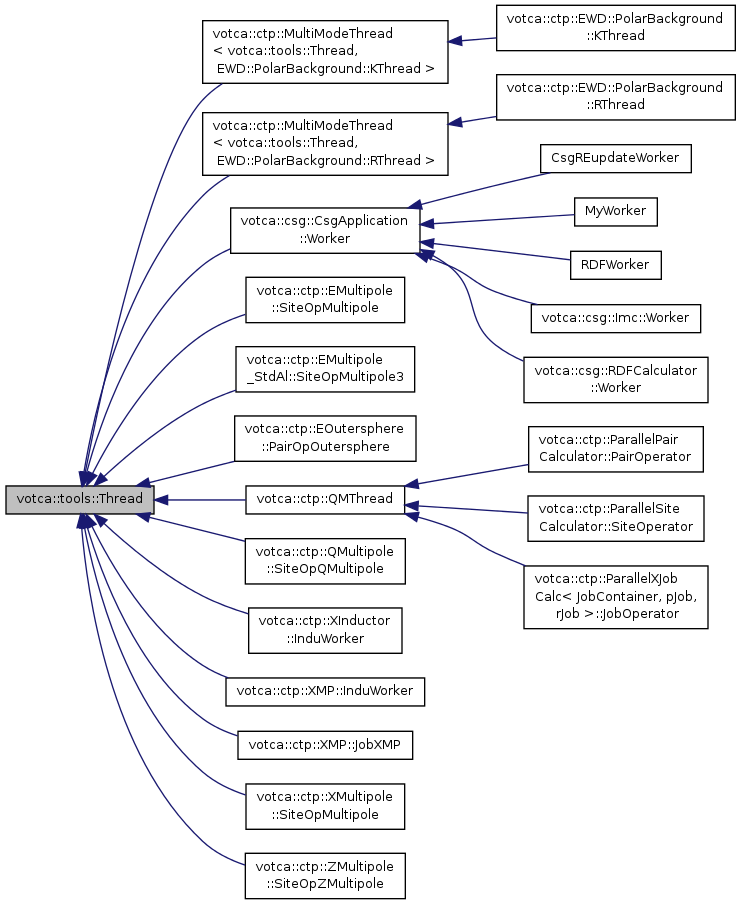 votca::tools::Thread
votca::ctp::MultiModeThread
< votca::tools::Thread,
EWD::PolarBackground::KThread >
votca::ctp::EWD::PolarBackground
::KThread
votca::ctp::MultiModeThread
< votca::tools::Thread,
EWD::PolarBackground::RThread >
votca::ctp::EWD::PolarBackground
::RThread
votca::csg::CsgApplication
::Worker
CsgREupdateWorker
MyWorker
RDFWorker
votca::csg::Imc::Worker
votca::csg::RDFCalculator
::Worker
votca::ctp::EMultipole
::SiteOpMultipole
votca::ctp::EMultipole
_StdAl::SiteOpMultipole3
votca::ctp::EOutersphere
::PairOpOutersphere
votca::ctp::QMThread
votca::ctp::ParallelPair
Calculator::PairOperator
votca::ctp::ParallelSite
Calculator::SiteOperator
votca::ctp::ParallelXJob
Calc< JobContainer, pJob,
rJob >::JobOperator
votca::ctp::QMultipole
::SiteOpQMultipole
votca::ctp::XInductor
::InduWorker
votca::ctp::XMP::InduWorker
votca::ctp::XMP::JobXMP
votca::ctp::XMultipole
::SiteOpMultipole
votca::ctp::ZMultipole
::SiteOpZMultipole